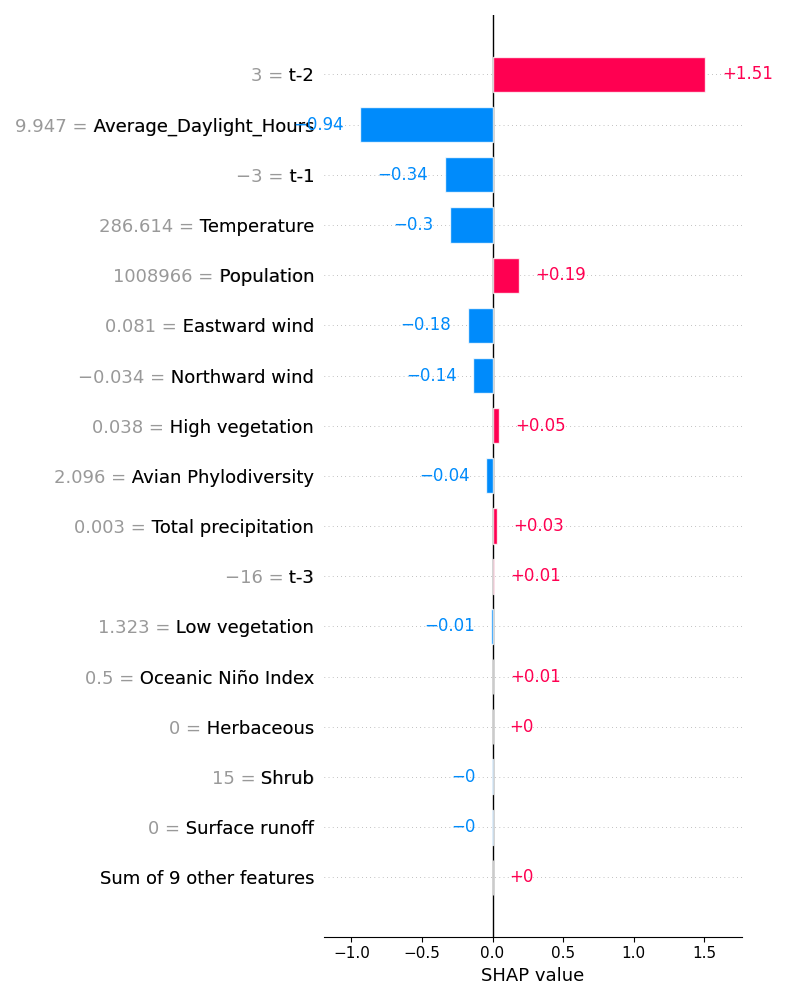 3 = t-2 +1.51
9.947 = Average_Daylight_Hours −0.94
−3 = t-1 −0.34
286.614 = Temperature −0.3
1008966 = Population +0.19
0.081 = Eastward wind −0.18
−0.034 = Northward wind −0.14
0.038 = High vegetation +0.05
2.096 = Avian Phylodiversity −0.04
0.003 = Total precipitation +0.03
−16 = t-3 +0.01
1.323 = Low vegetation −0.01
0.5 = Oceanic Niño Index +0.01
0 = Herbaceous +0
15 = Shrub −0
0 = Surface runoff −0
Sum of 9 other features +0
−1.0 −0.5 0.0 0.5 1.0 1.5
SHAP value